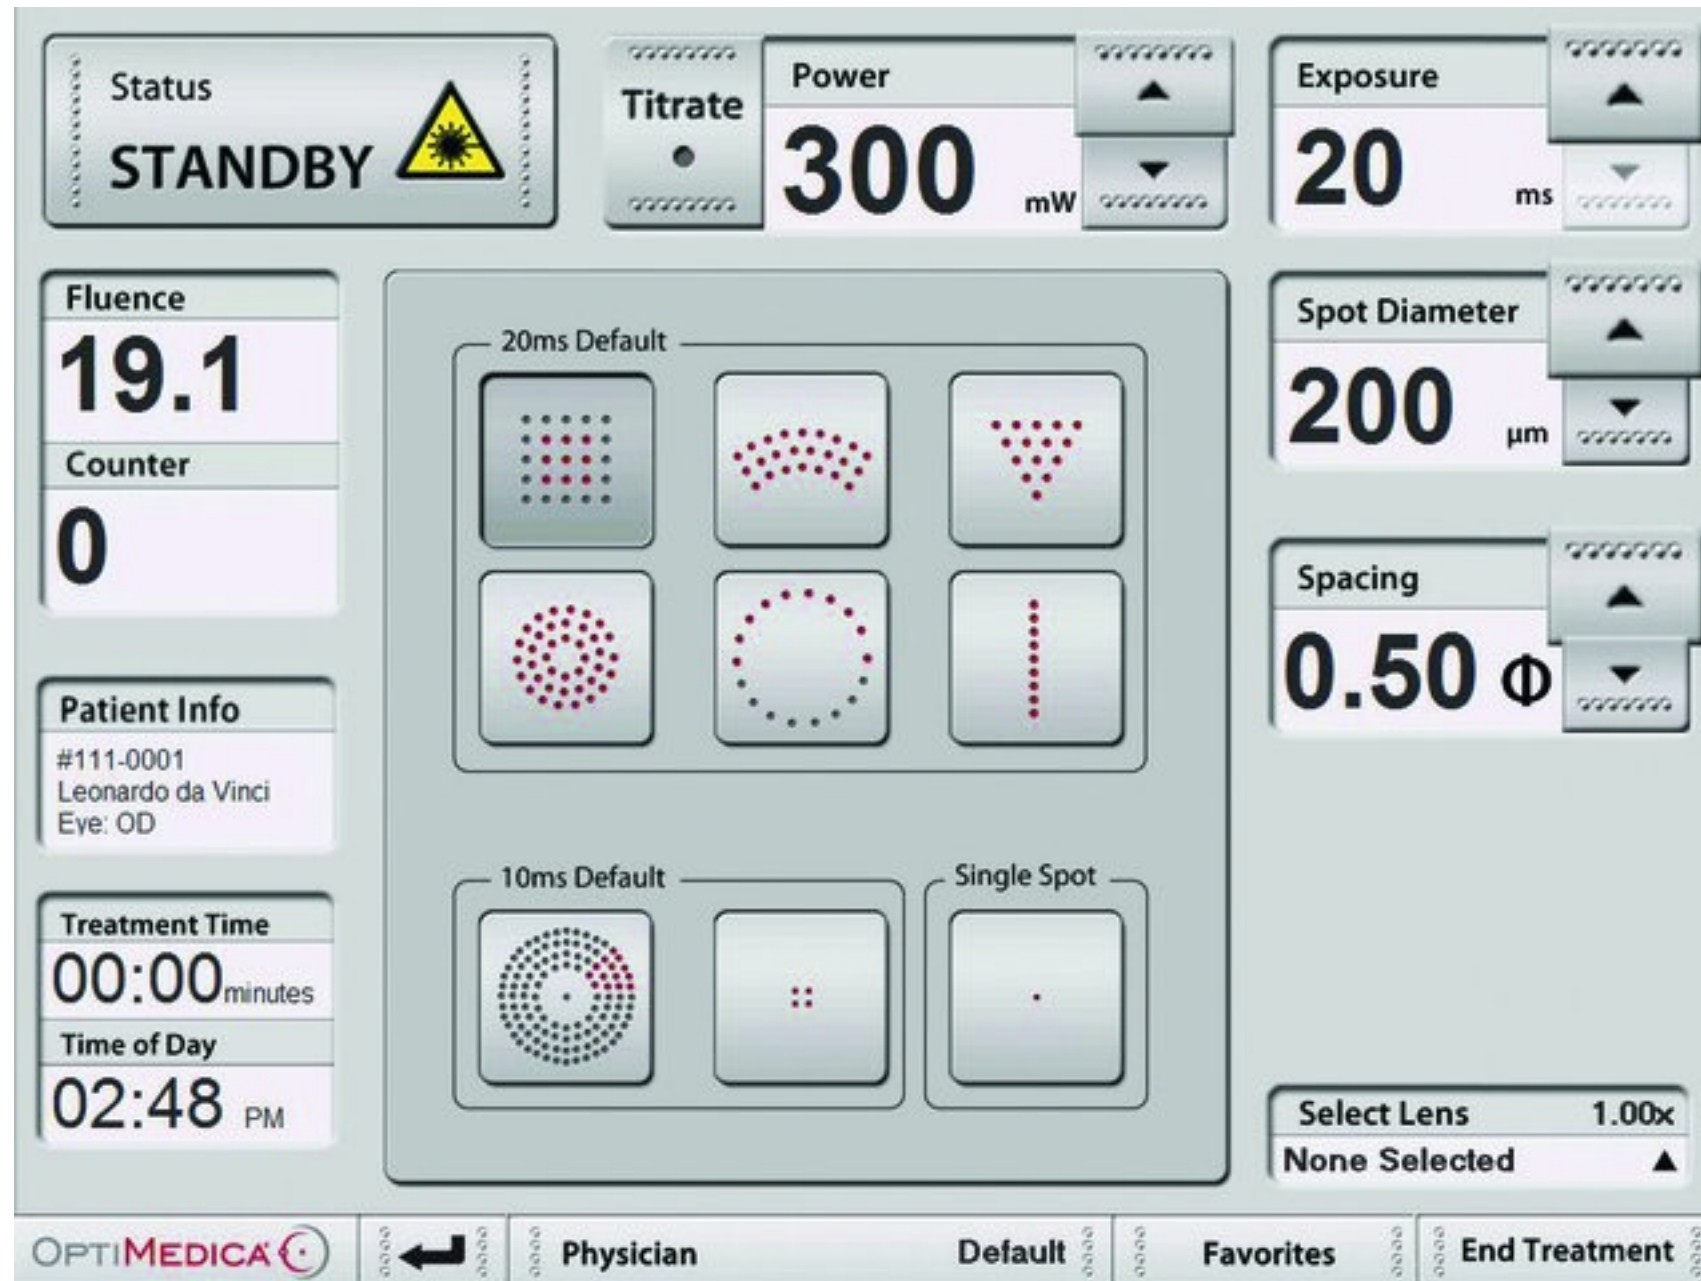 Status
STANDBY
Titrate
Power
300 mW
Exposure
20 ms
Fluence
19.1
Counter
0
20ms Default
Spot Diameter
200 µm
Spacing
0.50 Φ
Patient Info
#111-0001
Leonardo da Vinci
Eye: OD
10ms Default
Single Spot
Treatment Time
00:00 minutes
Time of Day
02:48 PM
Select Lens 1.00x
None Selected
OPTIMEDICA
Physician Default
Favorites
End Treatment